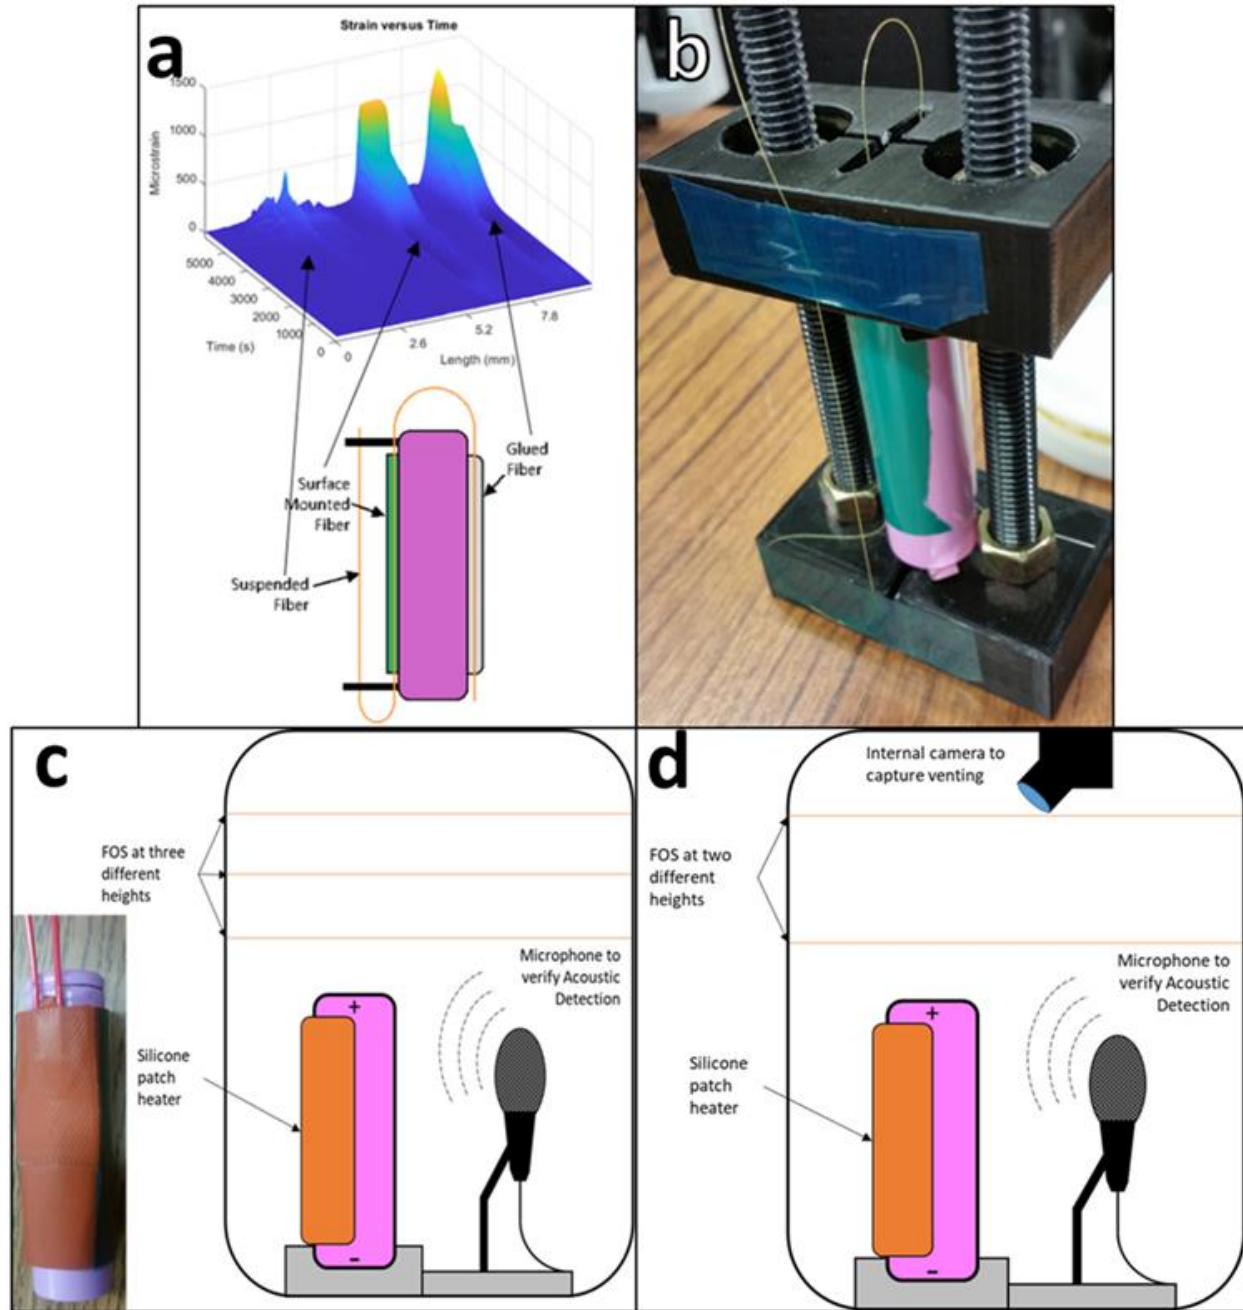 a
Strain versus Time
1500
1000
500
0
Microstrain
5000
4000
3000
2000
1000
0
Time (s)
0
2.6
5.2
7.8
Length (mm)
Glued
Fiber
Surface
Mounted
Fiber
Suspended
Fiber
b
c
FOS at three
different
heights
Microphone to
verify Acoustic
Detection
Silicone
patch
heater
+
-
d
Internal camera to
capture venting
FOS at two
different
heights
Microphone to
verify Acoustic
Detection
Silicone
patch
heater
+
-